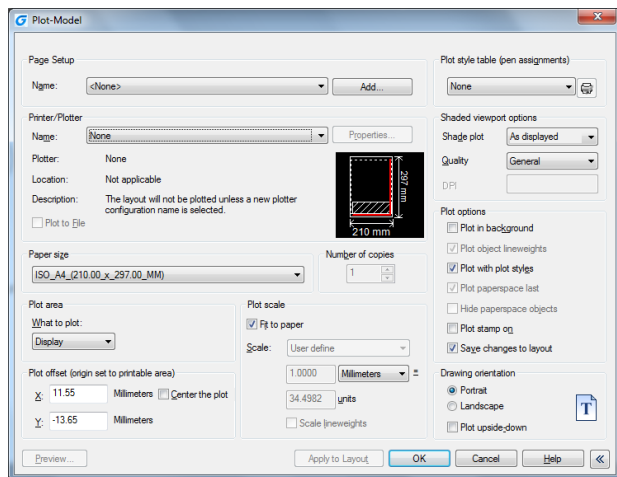 Plot-Model
Page Setup
Name: <None> Add...
Plot style table (pen assignments)
None
Printer/Plotter
Name: None Properties...
Plotter: None
Location: Not applicable
Description: The layout will not be plotted unless a new plotter
configuration name is selected.
Plot to File
297 mm
210 mm
Shaded viewport options
Shade plot As displayed
Quality General
DPI
Paper size
ISO_A4_(210.00_x_297.00_MM)
Number of copies
1
Plot options
Plot in background
Plot object lineweights
Plot with plot styles
Plot paperspace last
Hide paperspace objects
Plot stamp on
Save changes to layout
Plot area
What to plot:
Display
Plot scale
Fit to paper
Scale: User define
1.0000 Millimeters =
34.4982 units
Scale lineweights
Plot offset (origin set to printable area)
X: 11.55 Millimeters Center the plot
Y: -13.65 Millimeters
Drawing orientation
Portrait
Landscape
Plot upside-down
T
Preview... Apply to Layout OK Cancel Help